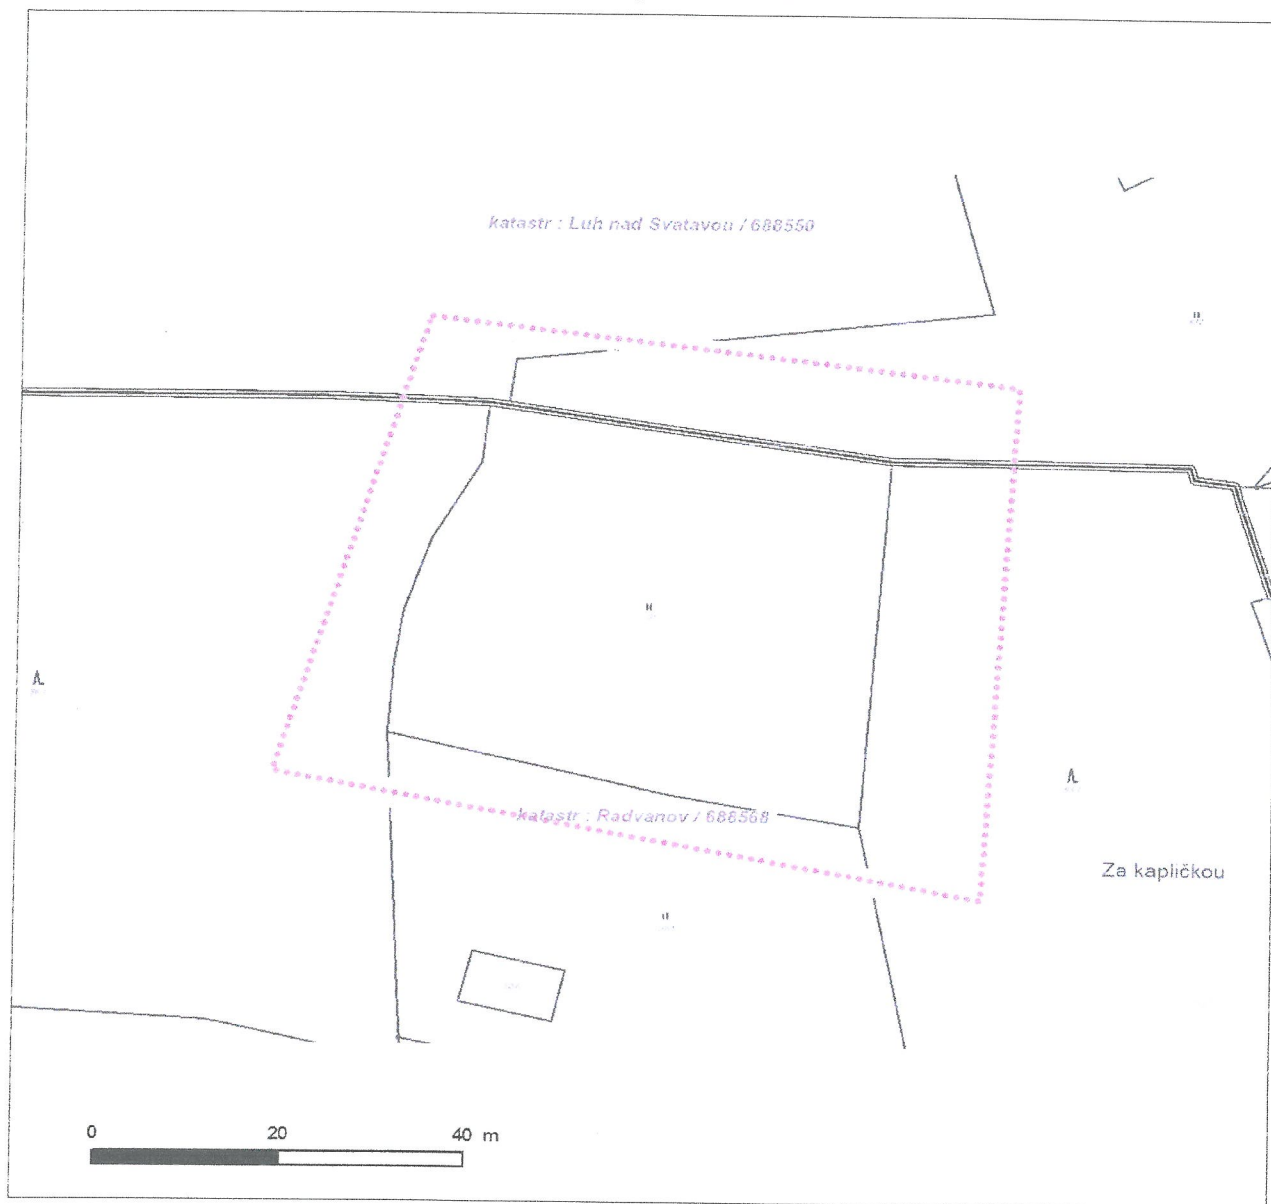 katastr : Luh nad Svatavou / 688550
katastr : Radvanov / 688568
Za kapličkou
0 20 40 m